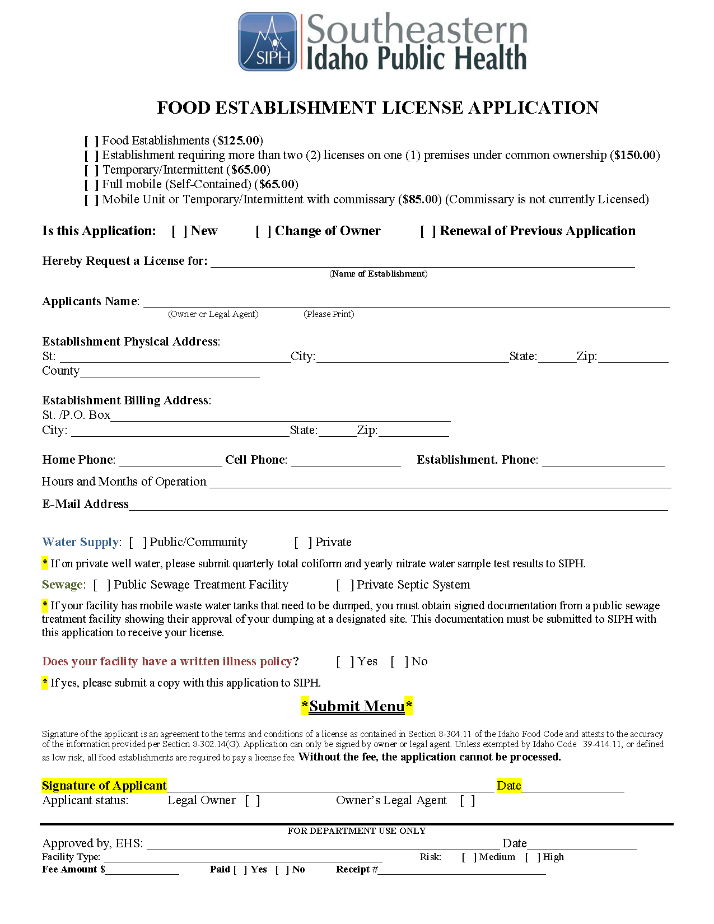 SIPH
Southeastern
Idaho Public Health
FOOD ESTABLISHMENT LICENSE APPLICATION
[ ] Food Establishments ($125.00)
[ ] Establishment requiring more than two (2) licenses on one (1) premises under common ownership ($150.00)
[ ] Temporary/Intermittent ($65.00)
[ ] Full mobile (Self-Contained) ($65.00)
[ ] Mobile Unit or Temporary/Intermittent with commissary ($85.00) (Commissary is not currently Licensed)
Is this Application: [ ] New [ ] Change of Owner [ ] Renewal of Previous Application
Hereby Request a License for: ____________________
(Name of Establishment)
Applicants Name: ____________________
(Owner or Legal Agent) (Please Print)
Establishment Physical Address:
St: ____________________City:____________________State:______Zip:__________
County____________________
Establishment Billing Address:
St. /P.O. Box____________________
City: ____________________State:______Zip:__________
Home Phone: ____________________ Cell Phone: ____________________ Establishment. Phone: ____________________
Hours and Months of Operation ____________________
E-Mail Address____________________
Water Supply: [ ] Public/Community [ ] Private
* If on private well water, please submit quarterly total coliform and yearly nitrate water sample test results to SIPH.
Sewage: [ ] Public Sewage Treatment Facility [ ] Private Septic System
* If your facility has mobile waste water tanks that need to be dumped, you must obtain signed documentation from a public sewage
treatment facility showing their approval of your dumping at a designated site. This documentation must be submitted to SIPH with
this application to receive your license.
Does your facility have a written illness policy? [ ] Yes [ ] No
* If yes, please submit a copy with this application to SIPH.
*Submit Menu*
Signature of the applicant is an agreement to the terms and conditions of a license as contained in Section 8-304.11 of the Idaho Food Code and attests to the accuracy
of the information provided per Section 8-302.14(G). Application can only be signed by owner or legal agent. Unless exempted by Idaho Code 39-414.11, or defined
as low risk, all food establishments are required to pay a license fee. Without the fee, the application cannot be processed.
Signature of Applicant____________________ Date____________________
Applicant status: Legal Owner [ ] Owner's Legal Agent [ ]
FOR DEPARTMENT USE ONLY
Approved by, EHS: ____________________ Date____________________
Facility Type: ____________________ Risk: [ ] Medium [ ] High
Fee Amount $____________ Paid [ ] Yes [ ] No Receipt #____________________